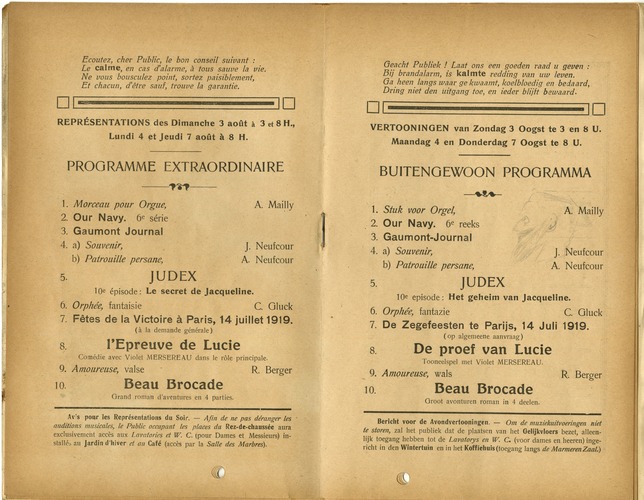 Ecoutez, cher Public, le bon conseil suivant :
Le calme, en cas d'alarme, à tous sauve la vie.
Ne vous bousculez point, sortez paisiblement,
Et chacun, d'être sauf, trouve la garantie.
REPRÉSENTATIONS des Dimanche 3 août à 3 et 8 H.,
Lundi 4 et Jeudi 7 août à 8 H.
PROGRAMME EXTRAORDINAIRE
1. Morceau pour Orgue, A. Mailly
2. Our Navy. 6e série
3. Gaumont Journal
4. a) Souvenir, J. Neufcour
b) Patrouille persane, A. Neufcour
5. JUDEX
10e épisode : Le secret de Jacqueline.
6. Orphée, fantaisie C. Gluck
7. Fêtes de la Victoire à Paris, 14 juillet 1919.
(à la demande générale)
8. l'Epreuve de Lucie
Comédie avec Violet MERSEREAU dans le rôle principale.
9. Amoureuse, valse R. Berger
10. Beau Brocade
Grand roman d'aventures en 4 parties.
Av's pour les Représentations du Soir. — Afin de ne pas déranger les
auditions musicales, le Public occupant les places du Rez-de-chaussée aura
exclusivement accès aux Lavatories et W. C. (pour Dames et Messieurs) in-
stallés au Jardin d'hiver et au Café (accès par la Salle des Marbres).
Geacht Publiek ! Laat ons een goeden raad u geven :
Bij brandalarm, is kalmte redding van uw leven.
Ga heen langs waar ge kwaamt, koelbloedig en bedaard,
Dring niet den uitgang toe, en ieder blijft bewaard.
VERTOONINGEN van Zondag 3 Oogst te 3 en 8 U.
Maandag 4 en Donderdag 7 Oogst te 8 U.
BUITENGEWOON PROGRAMMA
1. Stuk voor Orgel, A. Mailly
2. Our Navy. 6e reeks
3. Gaumont-Journal
4. a) Souvenir, J. Neufcour
b) Patrouille persane, A. Neufcour
5. JUDEX
10e episode : Het geheim van Jacqueline.
6. Orphée, fantazie C. Gluck
7. De Zegefeesten te Parijs, 14 Juli 1919.
(op algemeene aanvraag)
8. De proef van Lucie
Tooneelspel met Violet MERSEREAU.
9. Amoureuse, wals R. Berger
10. Beau Brocade
Groot avonturen roman in 4 deelen.
Bericht voor de Avondvertooningen. — Om de muziekuitvoeringen niet
te storen, zal het publiek dat de plaatsen van het Gelijkvloers bezet, alleen-
lijk toegang hebben tot de Lavatorys en W. C. (voor dames en heeren) inge-
richt in den Wintertuin en in het Koffiehuis (toegang langs de Marmeren Zaal.)